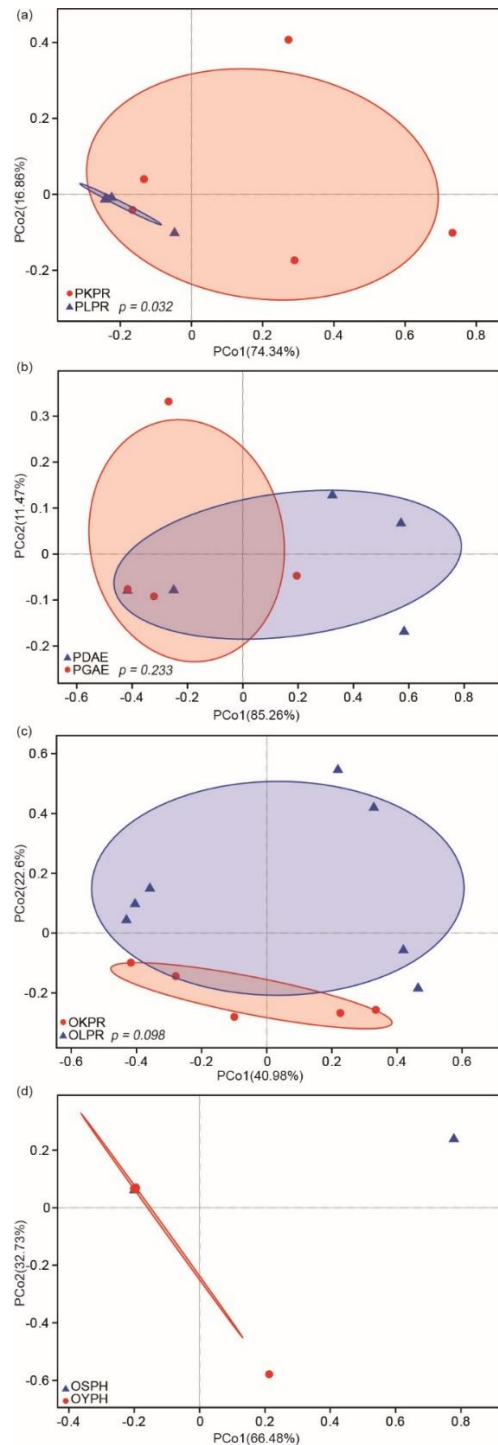 (a)
0.4
0.2
0
-0.2
PCo2(16.86%)
PKPR
PLPR p = 0.032
-0.2 0 0.2 0.4 0.6 0.8
PCo1(74.34%)
(b)
0.3
0.2
0.1
0
-0.1
-0.2
PCo2(11.47%)
PDAE
PGAE p = 0.233
-0.6 -0.4 -0.2 0 0.2 0.4 0.6 0.8
PCo1(85.26%)
(c)
0.6
0.4
0.2
0
-0.2
PCo2(22.6%)
OKPR
OLPR p = 0.098
-0.6 -0.4 -0.2 0 0.2 0.4 0.6
PCo1(40.98%)
(d)
0.2
0
-0.2
-0.4
-0.6
PCo2(32.73%)
OSPH
OYPH
-0.4 -0.2 0 0.2 0.4 0.6 0.8
PCo1(66.48%)